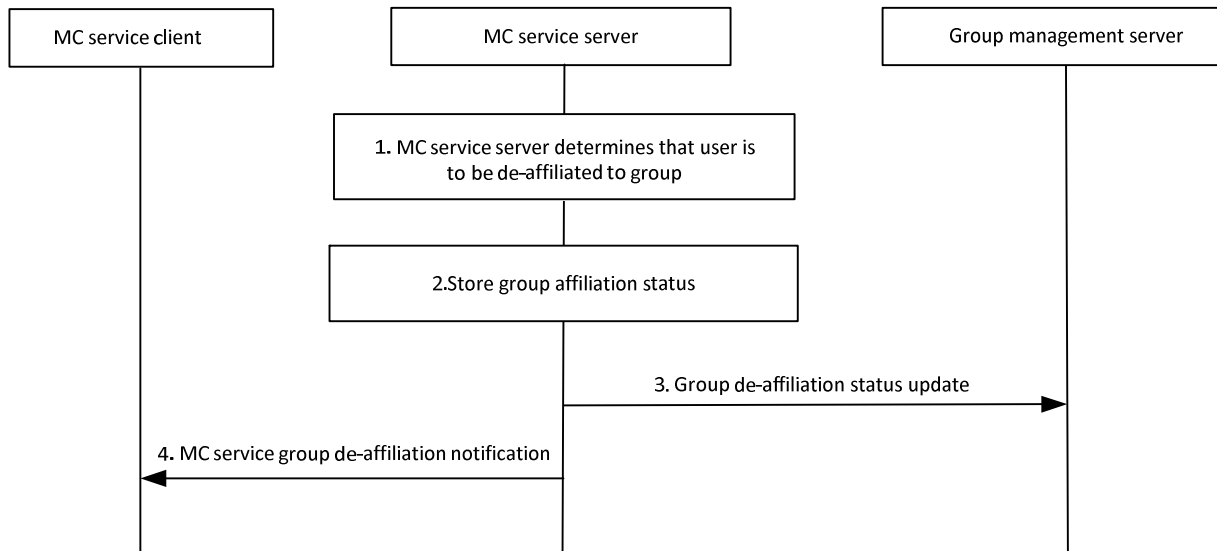 MC service client
MC service server
Group management server
1. MC service server determines that user is
to be de-affiliated to group
2.Store group affiliation status
3. Group de-affiliation status update
4. MC service group de-affiliation notification